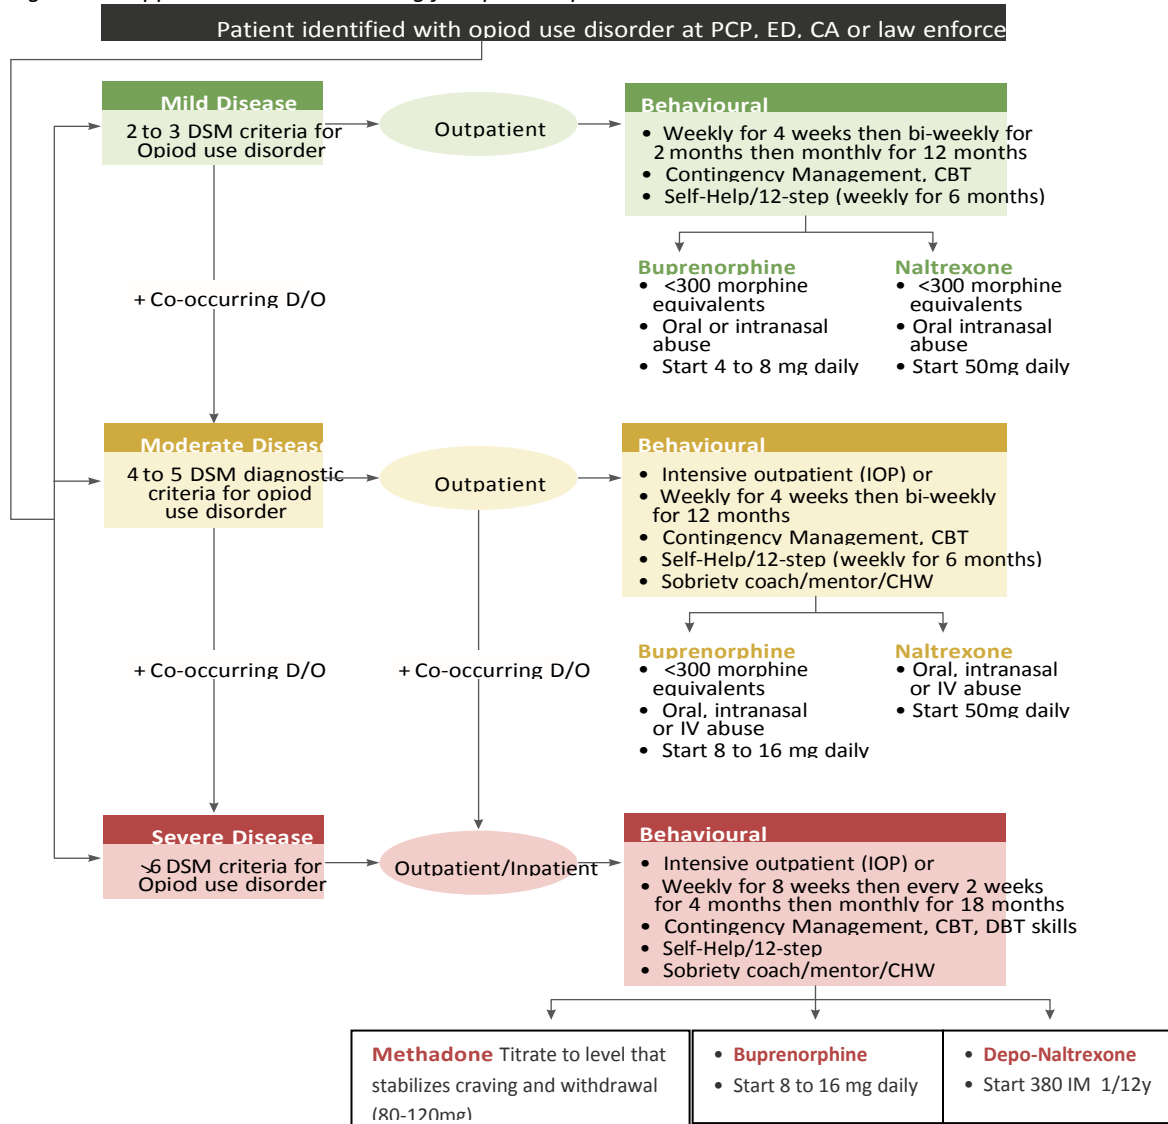 Patient identified with opiod use disorder at PCP, ED, CA or law enforce
Mild Disease
2 to 3 DSM criteria for
Opiod use disorder
Outpatient
Behavioural
• Weekly for 4 weeks then bi-weekly for
2 months then monthly for 12 months
• Contingency Management, CBT
• Self-Help/12-step (weekly for 6 months)
+ Co-occurring D/O
Buprenorphine
• <300 morphine
equivalents
• Oral or intranasal
abuse
• Start 4 to 8 mg daily
Naltrexone
• <300 morphine
equivalents
• Oral intranasal
abuse
• Start 50mg daily
Moderate Disease
4 to 5 DSM diagnostic
criteria for opiod
use disorder
Outpatient
Behavioural
• Intensive outpatient (IOP) or
• Weekly for 4 weeks then bi-weekly
for 12 months
• Contingency Management, CBT
• Self-Help/12-step (weekly for 6 months)
• Sobriety coach/mentor/CHW
+ Co-occurring D/O
+ Co-occurring D/O
Buprenorphine
• <300 morphine
equivalents
• Oral, intranasal
or IV abuse
• Start 8 to 16 mg daily
Naltrexone
• Oral, intranasal
or IV abuse
• Start 50mg daily
Severe Disease
6 DSM criteria for
Opiod use disorder
Outpatient/Inpatient
Behavioural
• Intensive outpatient (IOP) or
• Weekly for 8 weeks then every 2 weeks
for 4 months then monthly for 18 months
• Contingency Management, CBT, DBT skills
• Self-Help/12-step
• Sobriety coach/mentor/CHW
Methadone Titrate to level that
stabilizes craving and withdrawal
(80-120mg)
• Buprenorphine
• Start 8 to 16 mg daily
• Depo-Naltrexone
• Start 380 IM 1/12y